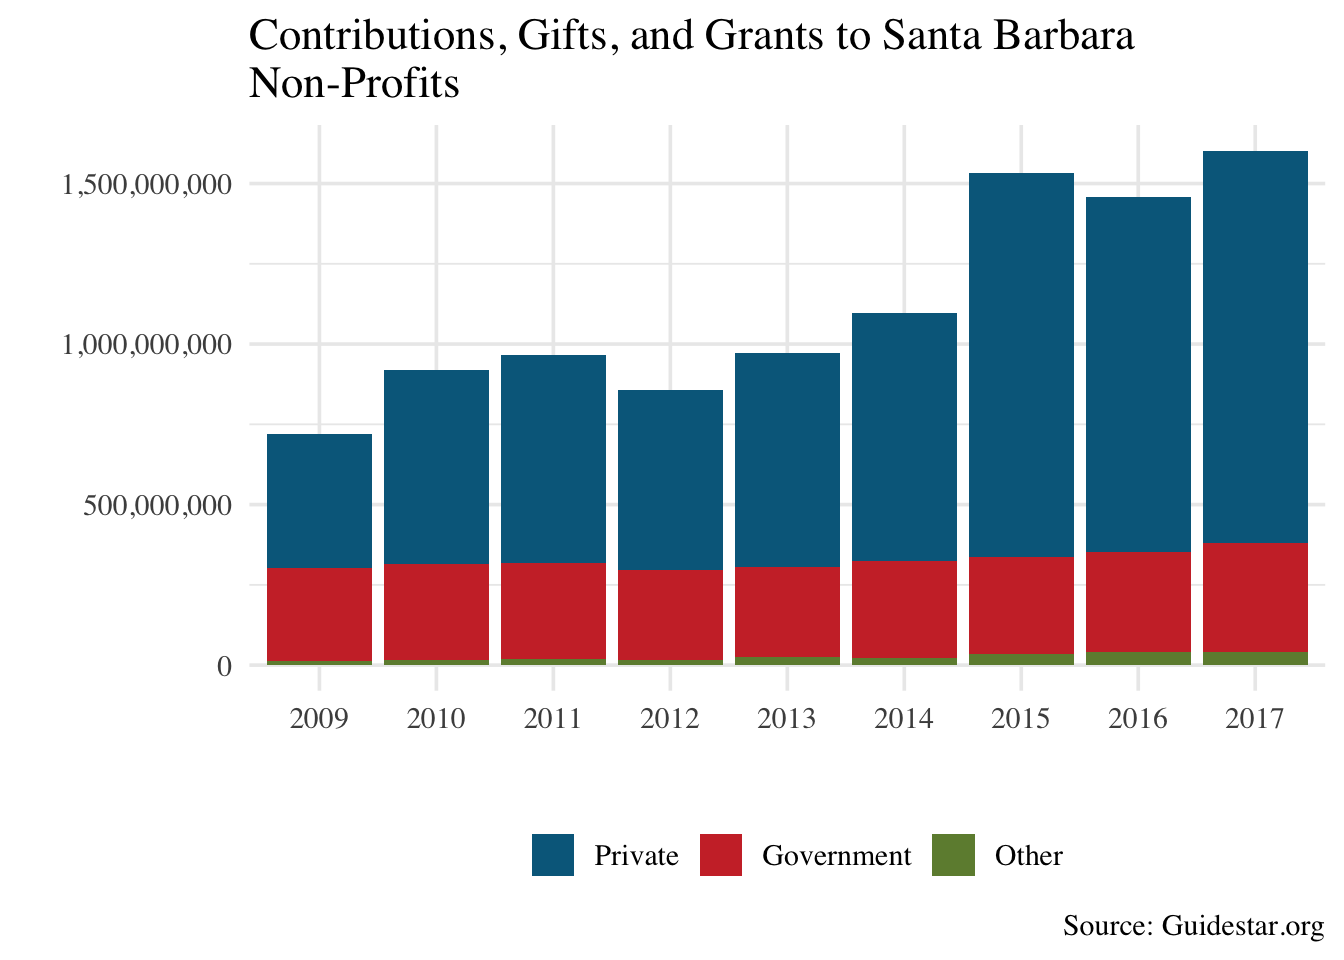 Contributions, Gifts, and Grants to Santa Barbara
Non-Profits
1,500,000,000
1,000,000,000
500,000,000
0
2009 2010 2011 2012 2013 2014 2015 2016 2017
Private Government Other
Source: Guidestar.org